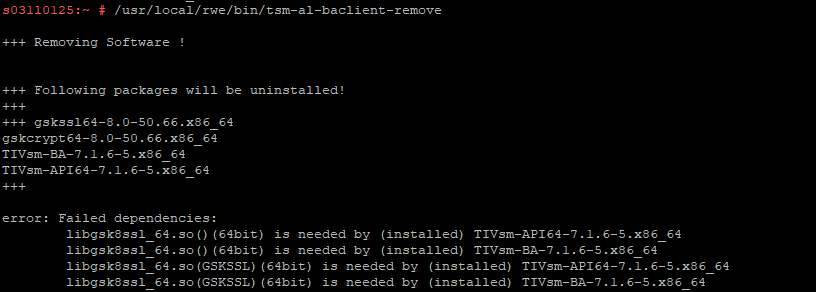 s03110125:~ # /usr/local/rwe/bin/tsm-al-baclient-remove
+++ Removing Software !
+++ Following packages will be uninstalled!
+++
+++ gskssl64-8.0-50.66.x86_64
gskcrypt64-8.0-50.66.x86_64
TIVsm-BA-7.1.6-5.x86_64
TIVsm-API64-7.1.6-5.x86_64
+++
error: Failed dependencies:
libgsk8ssl_64.so()(64bit) is needed by (installed) TIVsm-API64-7.1.6-5.x86_64
libgsk8ssl_64.so()(64bit) is needed by (installed) TIVsm-BA-7.1.6-5.x86_64
libgsk8ssl_64.so(GSKSSL)(64bit) is needed by (installed) TIVsm-API64-7.1.6-5.x86_64
libgsk8ssl_64.so(GSKSSL)(64bit) is needed by (installed) TIVsm-BA-7.1.6-5.x86_64